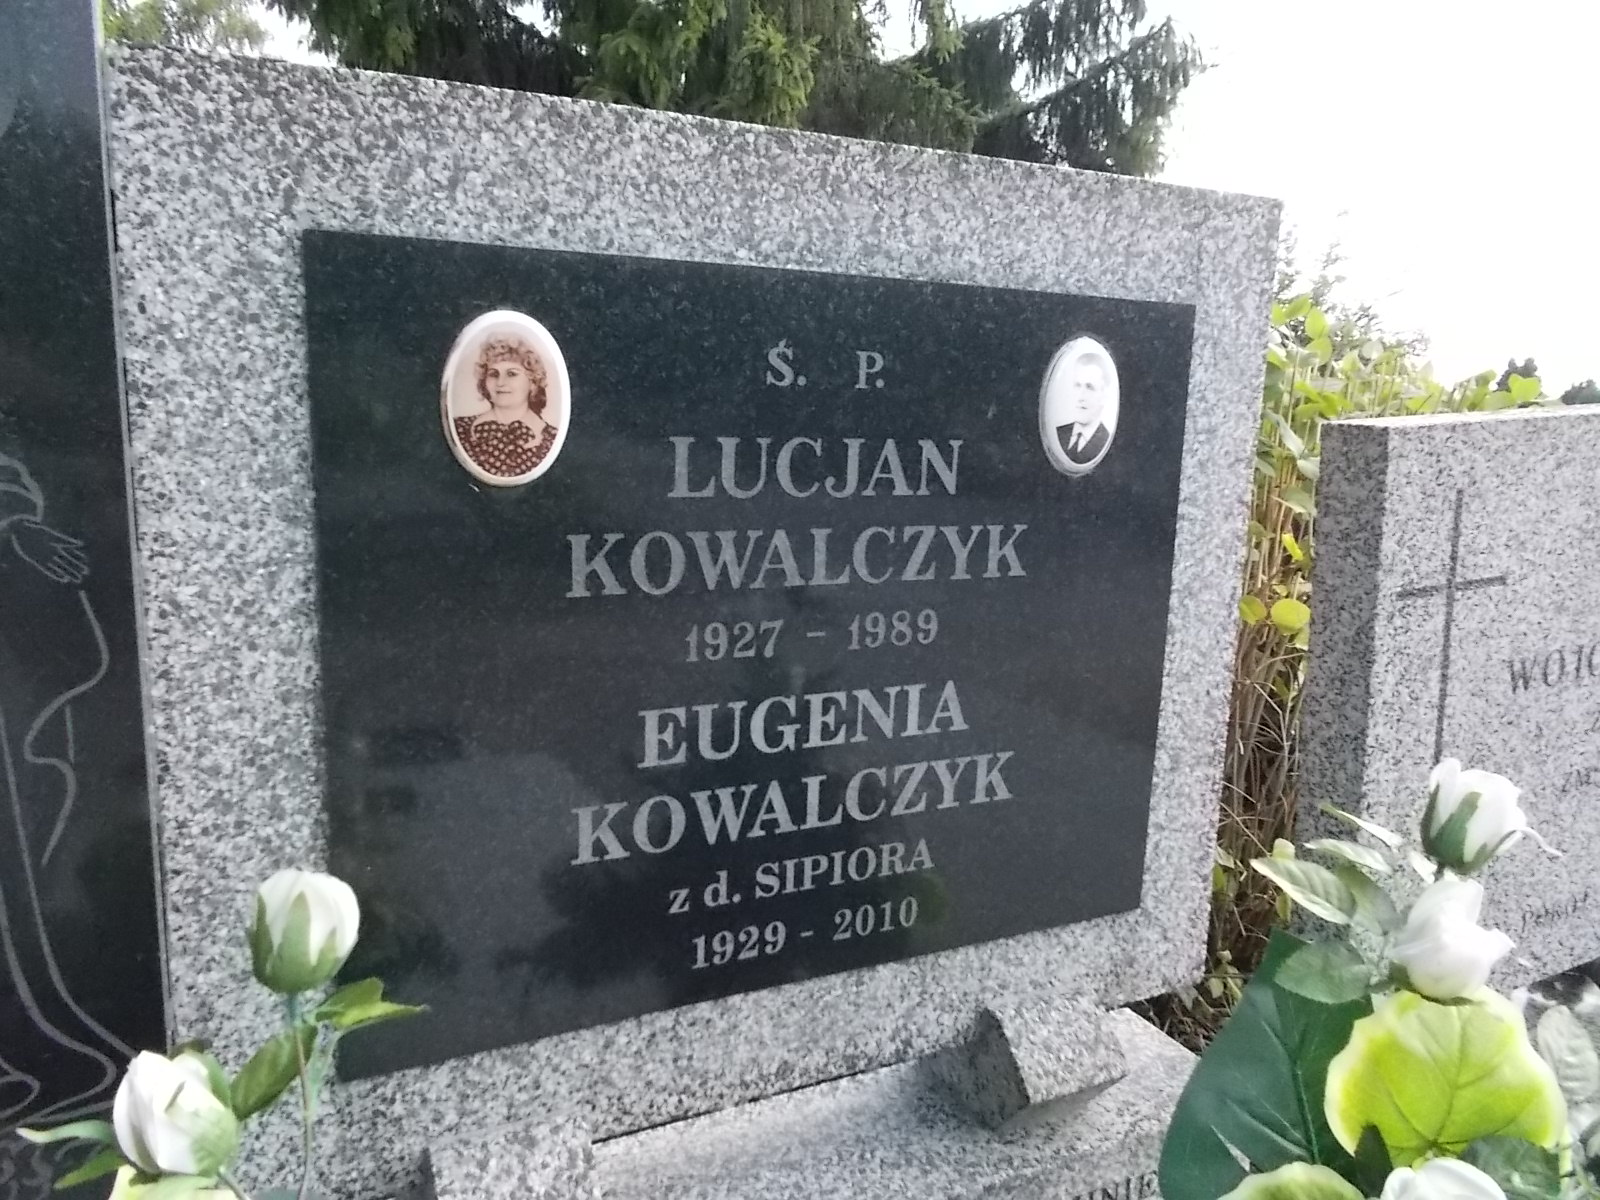 Ś. P.
LUCJAN
KOWALCZYK
1927 - 1989
EUGENIA
KOWALCZYK
z d. SIPIORA
1929 - 2010